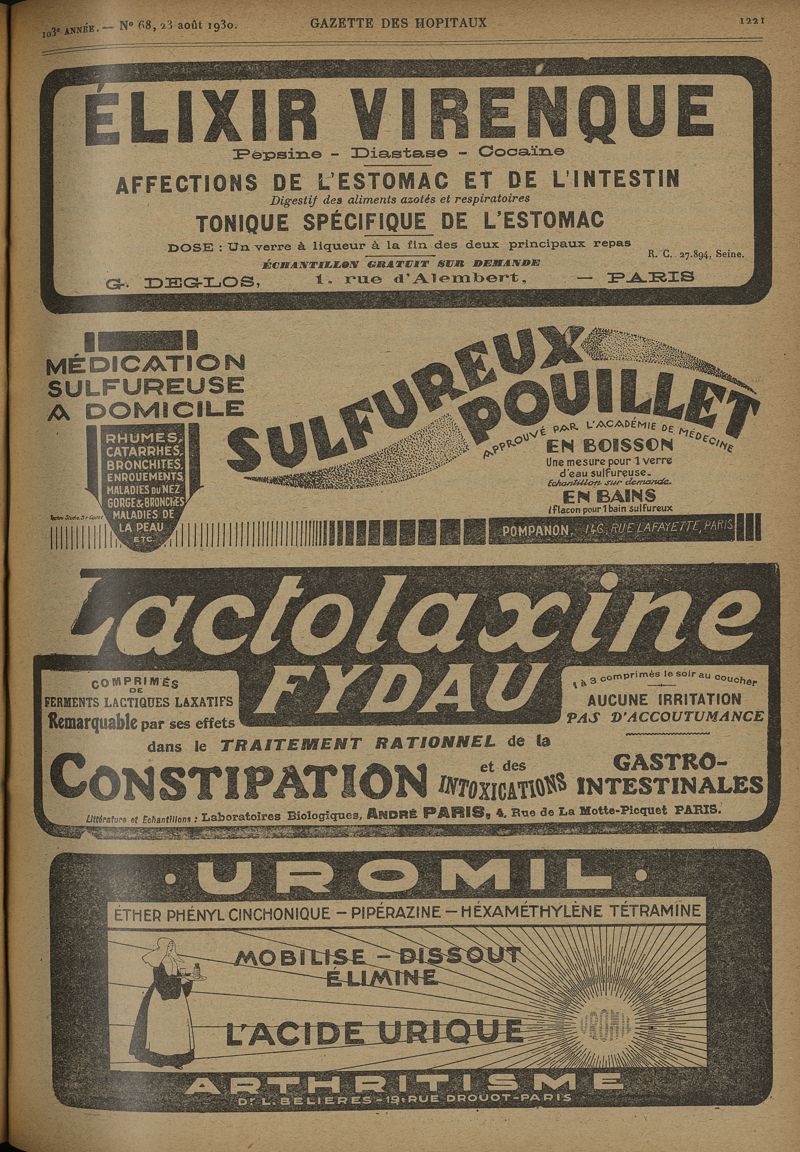 103e ANNÉE. — No 68, 23 août 1930.
GAZETTE DES HOPITAUX
1221
ÉLIXIR VIRENQUE
Pepsine - Diastase - Cocaïne
AFFECTIONS DE L'ESTOMAC ET DE L'INTESTIN
Digestif des aliments azotés et respiratoires
TONIQUE SPÉCIFIQUE DE L'ESTOMAC
DOSE : Un verre à liqueur à la fin des deux principaux repas
R. C. 27.894, Seine.
ÉCHANTILLON GRATUIT SUR DEMANDE
G. DEGLOS, 1, rue d'Alembert, — PARIS
MÉDICATION
SULFUREUSE
A DOMICILE
RHUMES,
CATARRHES,
BRONCHITES,
ENROUEMENTS,
MALADIES DU NEZ
GORGE & BRONCHES
MALADIES DE
LA PEAU
ETC.
SULFUREUX
POUILLET
APPROUVÉ PAR L'ACADÉMIE DE MÉDECINE
EN BOISSON
Une mesure pour 1 verre
d'eau sulfureuse.
Echantillon sur demande.
EN BAINS
1 flacon pour 1 bain sulfureux
POMPANON, 146, RUE LAFAYETTE, PARIS
Lactolaxine
FYDAU
COMPRIMÉS
DE
FERMENTS LACTIQUES LAXATIFS
Remarquable par ses effets
1 à 3 comprimés le soir au coucher
AUCUNE IRRITATION
PAS D'ACCOUTUMANCE
dans le TRAITEMENT RATIONNEL de la
CONSTIPATION et des INTOXICATIONS GASTRO-
INTESTINALES
Littérature et Echantillons : Laboratoires Biologiques, ANDRÉ PARIS, 4, Rue de La Motte-Picquet PARIS.
· UROMIL ·
ÉTHER PHÉNYL CINCHONIQUE – PIPÉRAZINE – HÉXAMÉTHYLÈNE TÉTRAMINE
MOBILISE – DISSOUT
ÉLIMINE
L'ACIDE URIQUE
UROMIL
ARTHRITISME
Dr L. BELIERES - 19, RUE DROUOT - PARIS